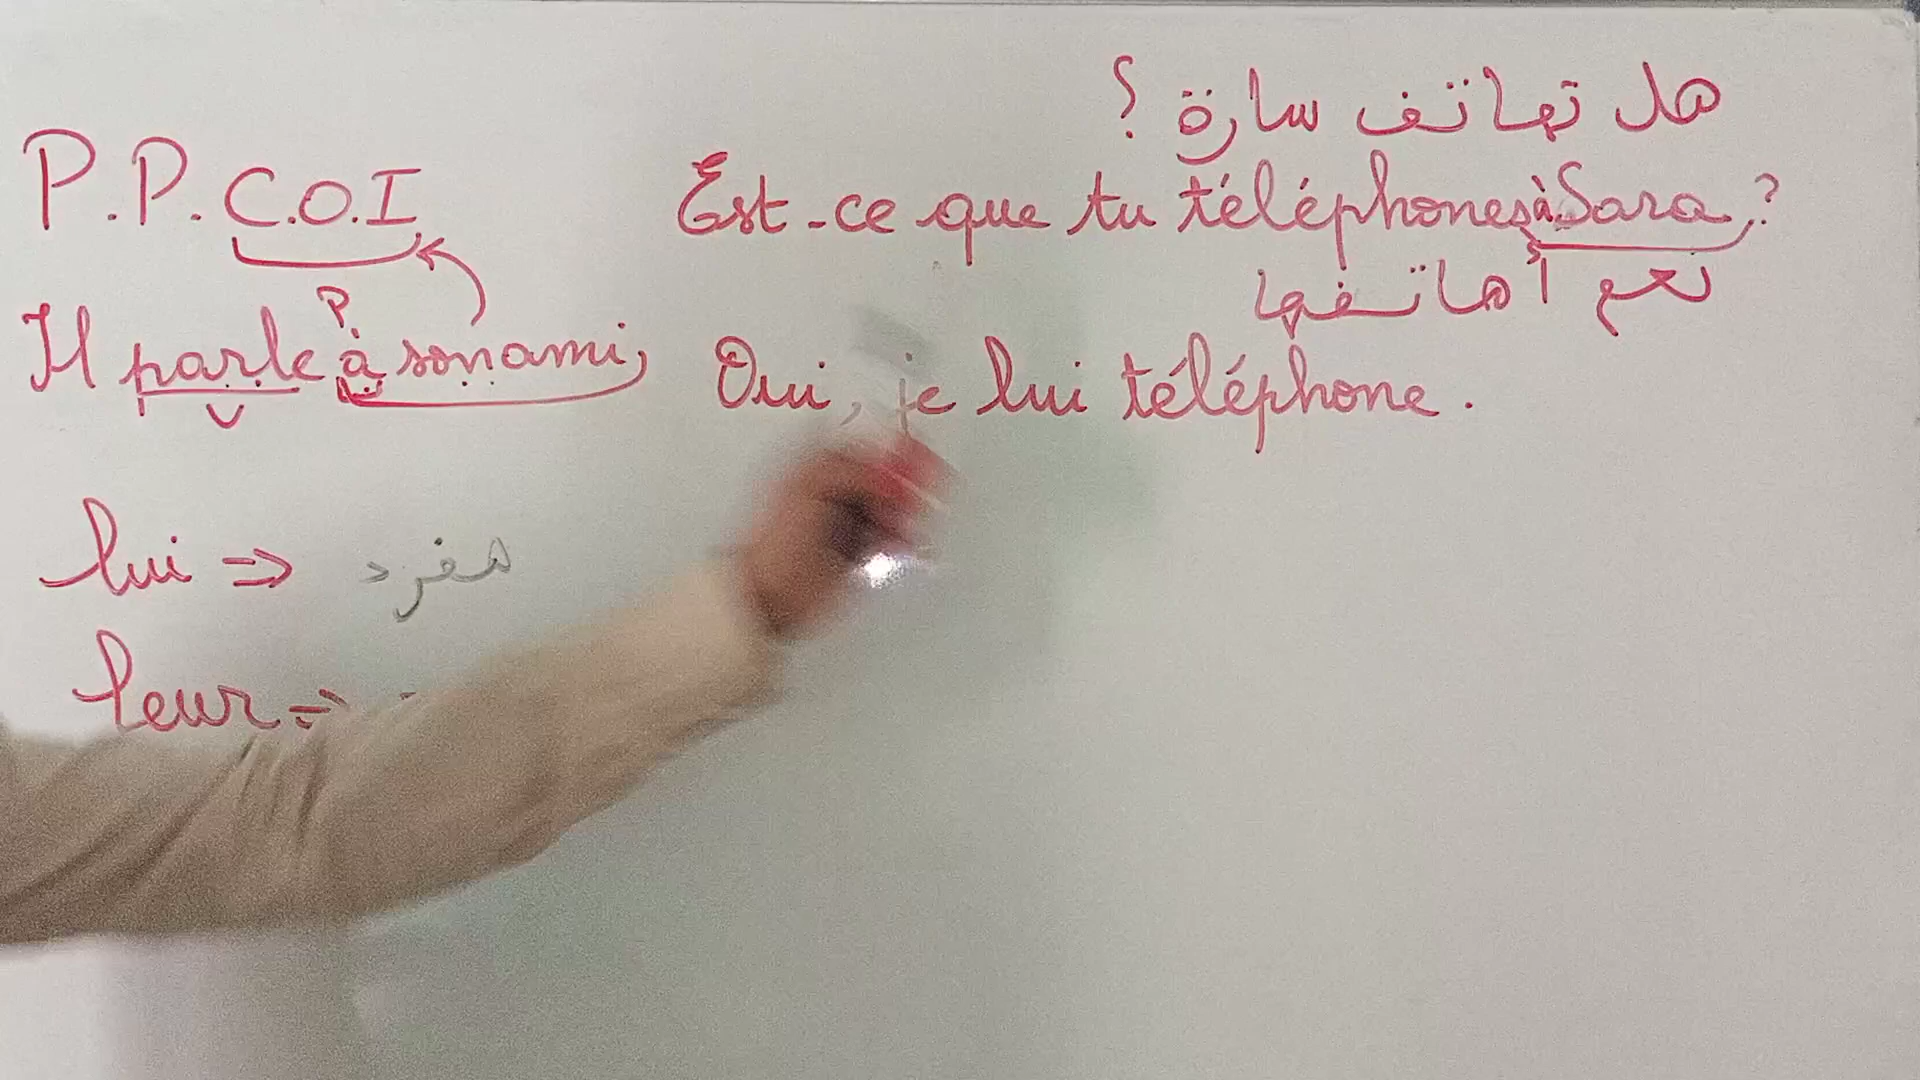 P.P.C.O.I
P
Il parle à son ami,
V
lui => مفرد
leur =>
هل تهاتف سارة ؟
Est-ce que tu téléphones à Sara ?
نعم أهاتفها
Oui, je lui téléphone.